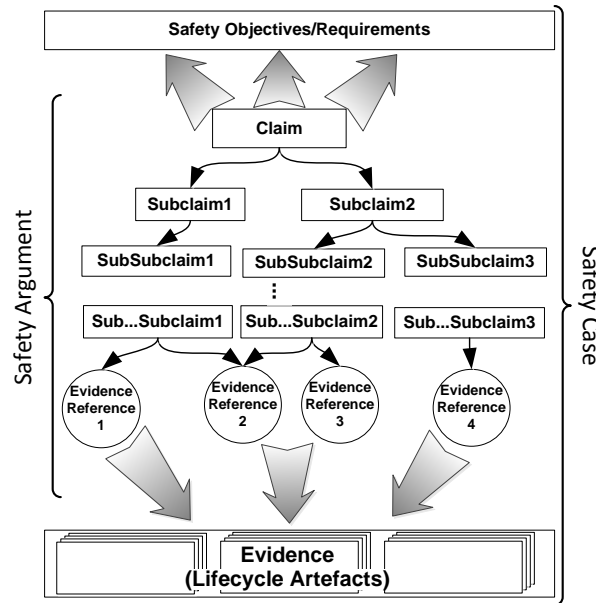 Safety Objectives/Requirements
Claim
Subclaim1
Subclaim2
SubSubclaim1
SubSubclaim2
SubSubclaim3
...
Sub...Subclaim1
Sub...Subclaim2
Sub...Subclaim3
Evidence
Reference
1
Evidence
Reference
2
Evidence
Reference
3
Evidence
Reference
4
Evidence
(Lifecycle Artefacts)
Safety Argument
Safety Case